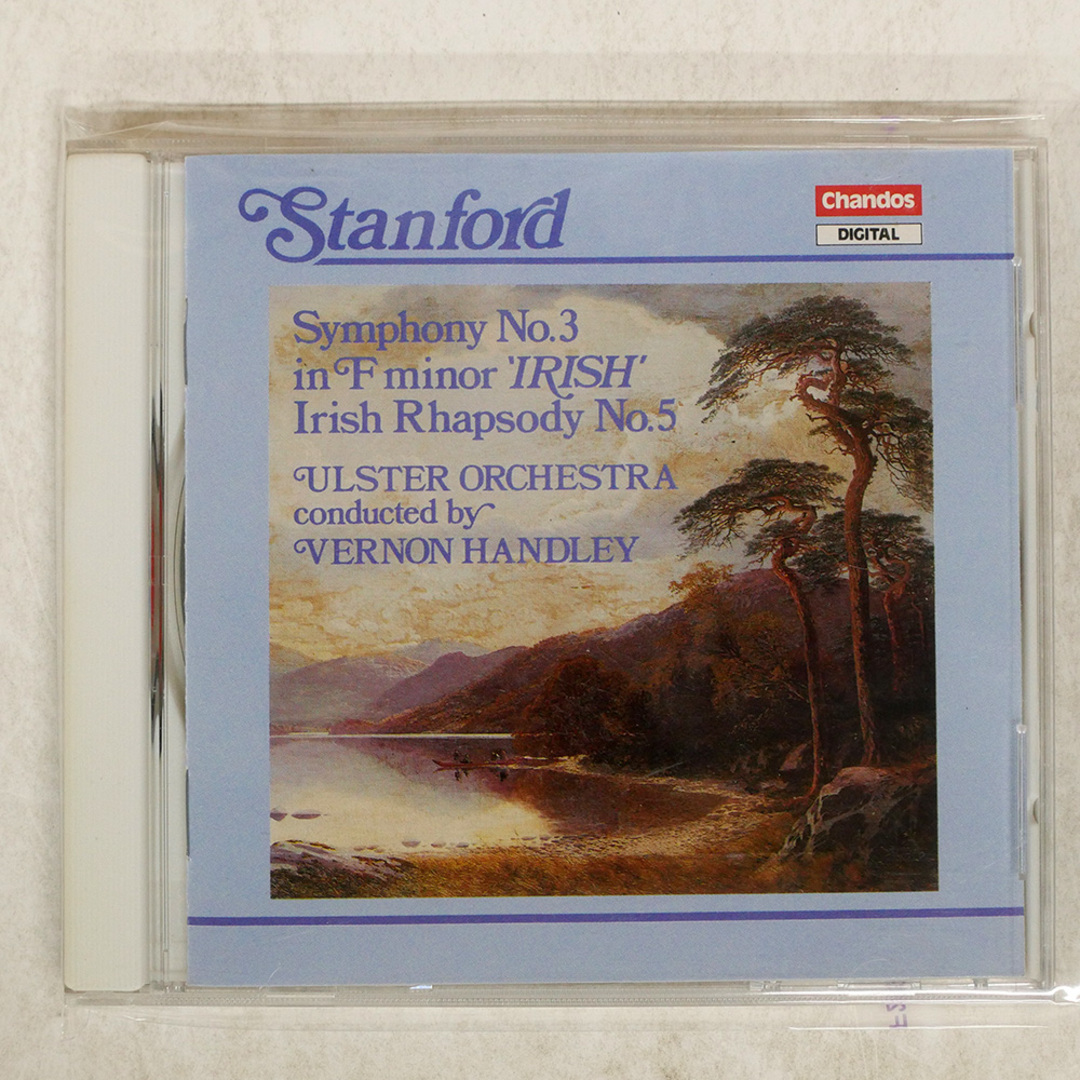 Stanford
Chandos
DIGITAL
Symphony No.3
in F minor 'IRISH'
Irish Rhapsody No.5
ULSTER ORCHESTRA
conducted by
VERNON HANDLEY